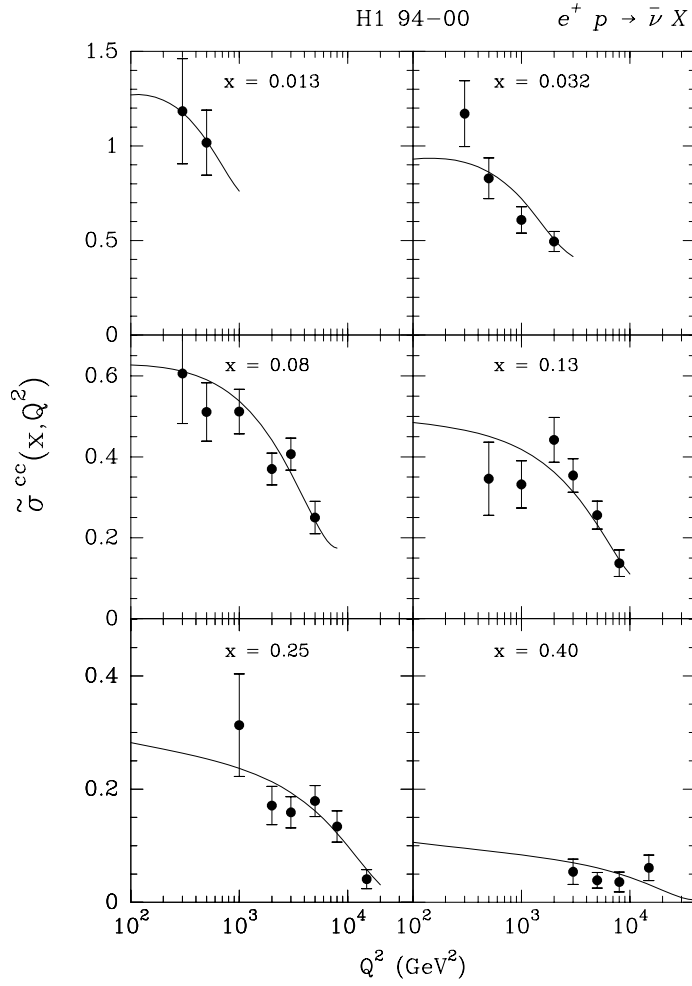 H1 94−00 e⁺ p → ν̄ X
1.5
x = 0.013 x = 0.032
1
0.5
0
x = 0.08 x = 0.13
0.6
0.4
0.2
0
σ̃ ᶜᶜ(x,Q²)
x = 0.25 x = 0.40
0.4
0.2
0
10² 10³ 10⁴ 10² 10³ 10⁴
Q² (GeV²)